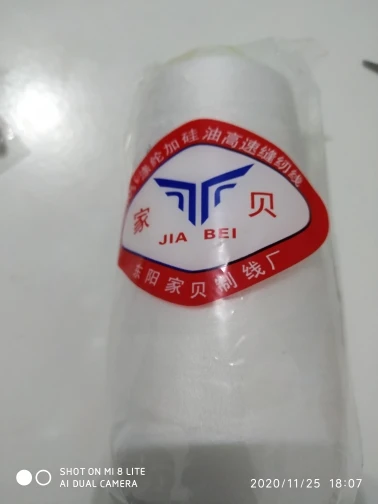 纶加硅油高速缝纫线
家 贝
JIA BEI
东阳家贝制线厂
SHOT ON MI 8 LITE
AI DUAL CAMERA
2020/11/25 18:07